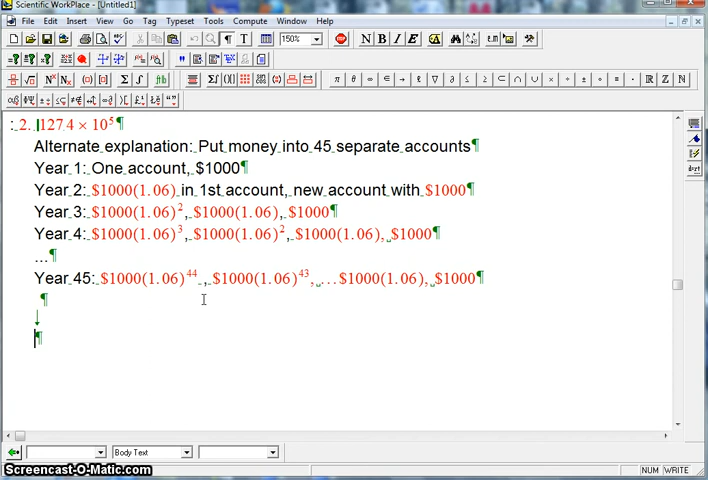 Scientific WorkPlace - [Untitled1]
File Edit Insert View Go Tag Typeset Tools Compute Window Help
150%
: 2. 127.4 × 10⁵¶
Alternate explanation: Put money into 45 separate accounts¶
Year 1: One account, $1000¶
Year 2: $1000(1.06) in 1st account, new account with $1000¶
Year 3: $1000(1.06)², $1000(1.06), $1000¶
Year 4: $1000(1.06)³, $1000(1.06)², $1000(1.06), $1000¶
...¶
Year 45: $1000(1.06)⁴⁴ , $1000(1.06)⁴³, ...$1000(1.06), $1000¶
¶
↓
¶
Body Text
Screencast-O-Matic.com
NUM WRITE